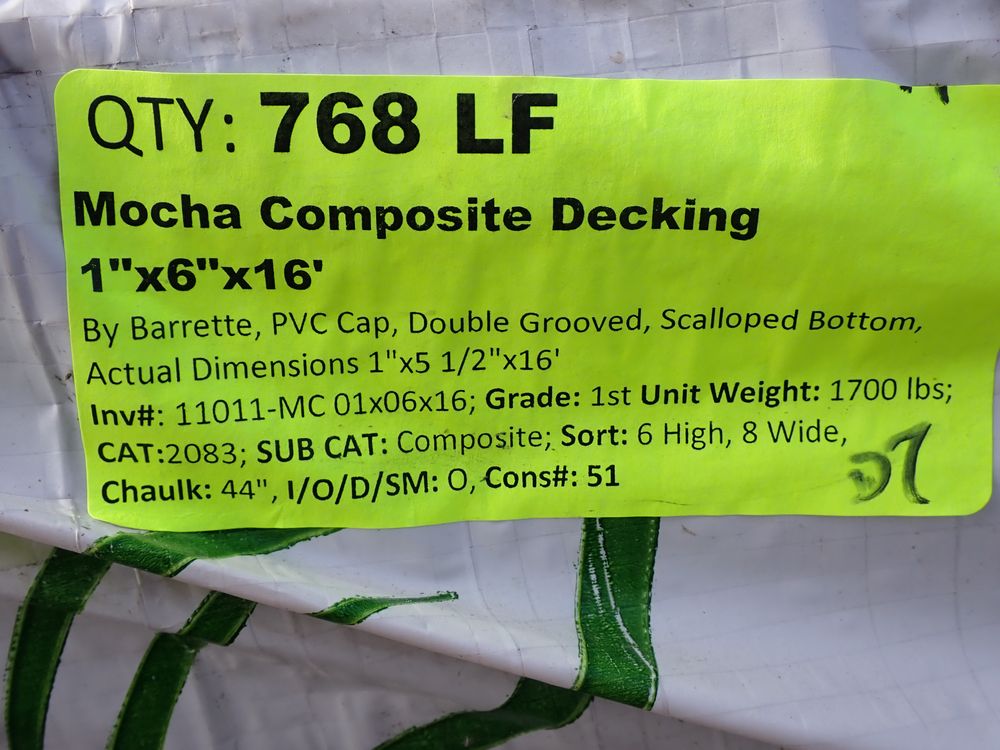 QTY: 768 LF
Mocha Composite Decking
1"x6"x16'
By Barrette, PVC Cap, Double Grooved, Scalloped Bottom,
Actual Dimensions 1"x5 1/2"x16'
Inv#: 11011-MC 01x06x16; Grade: 1st Unit Weight: 1700 lbs;
CAT:2083; SUB CAT: Composite; Sort: 6 High, 8 Wide,
Chaulk: 44", I/O/D/SM: O, Cons#: 51